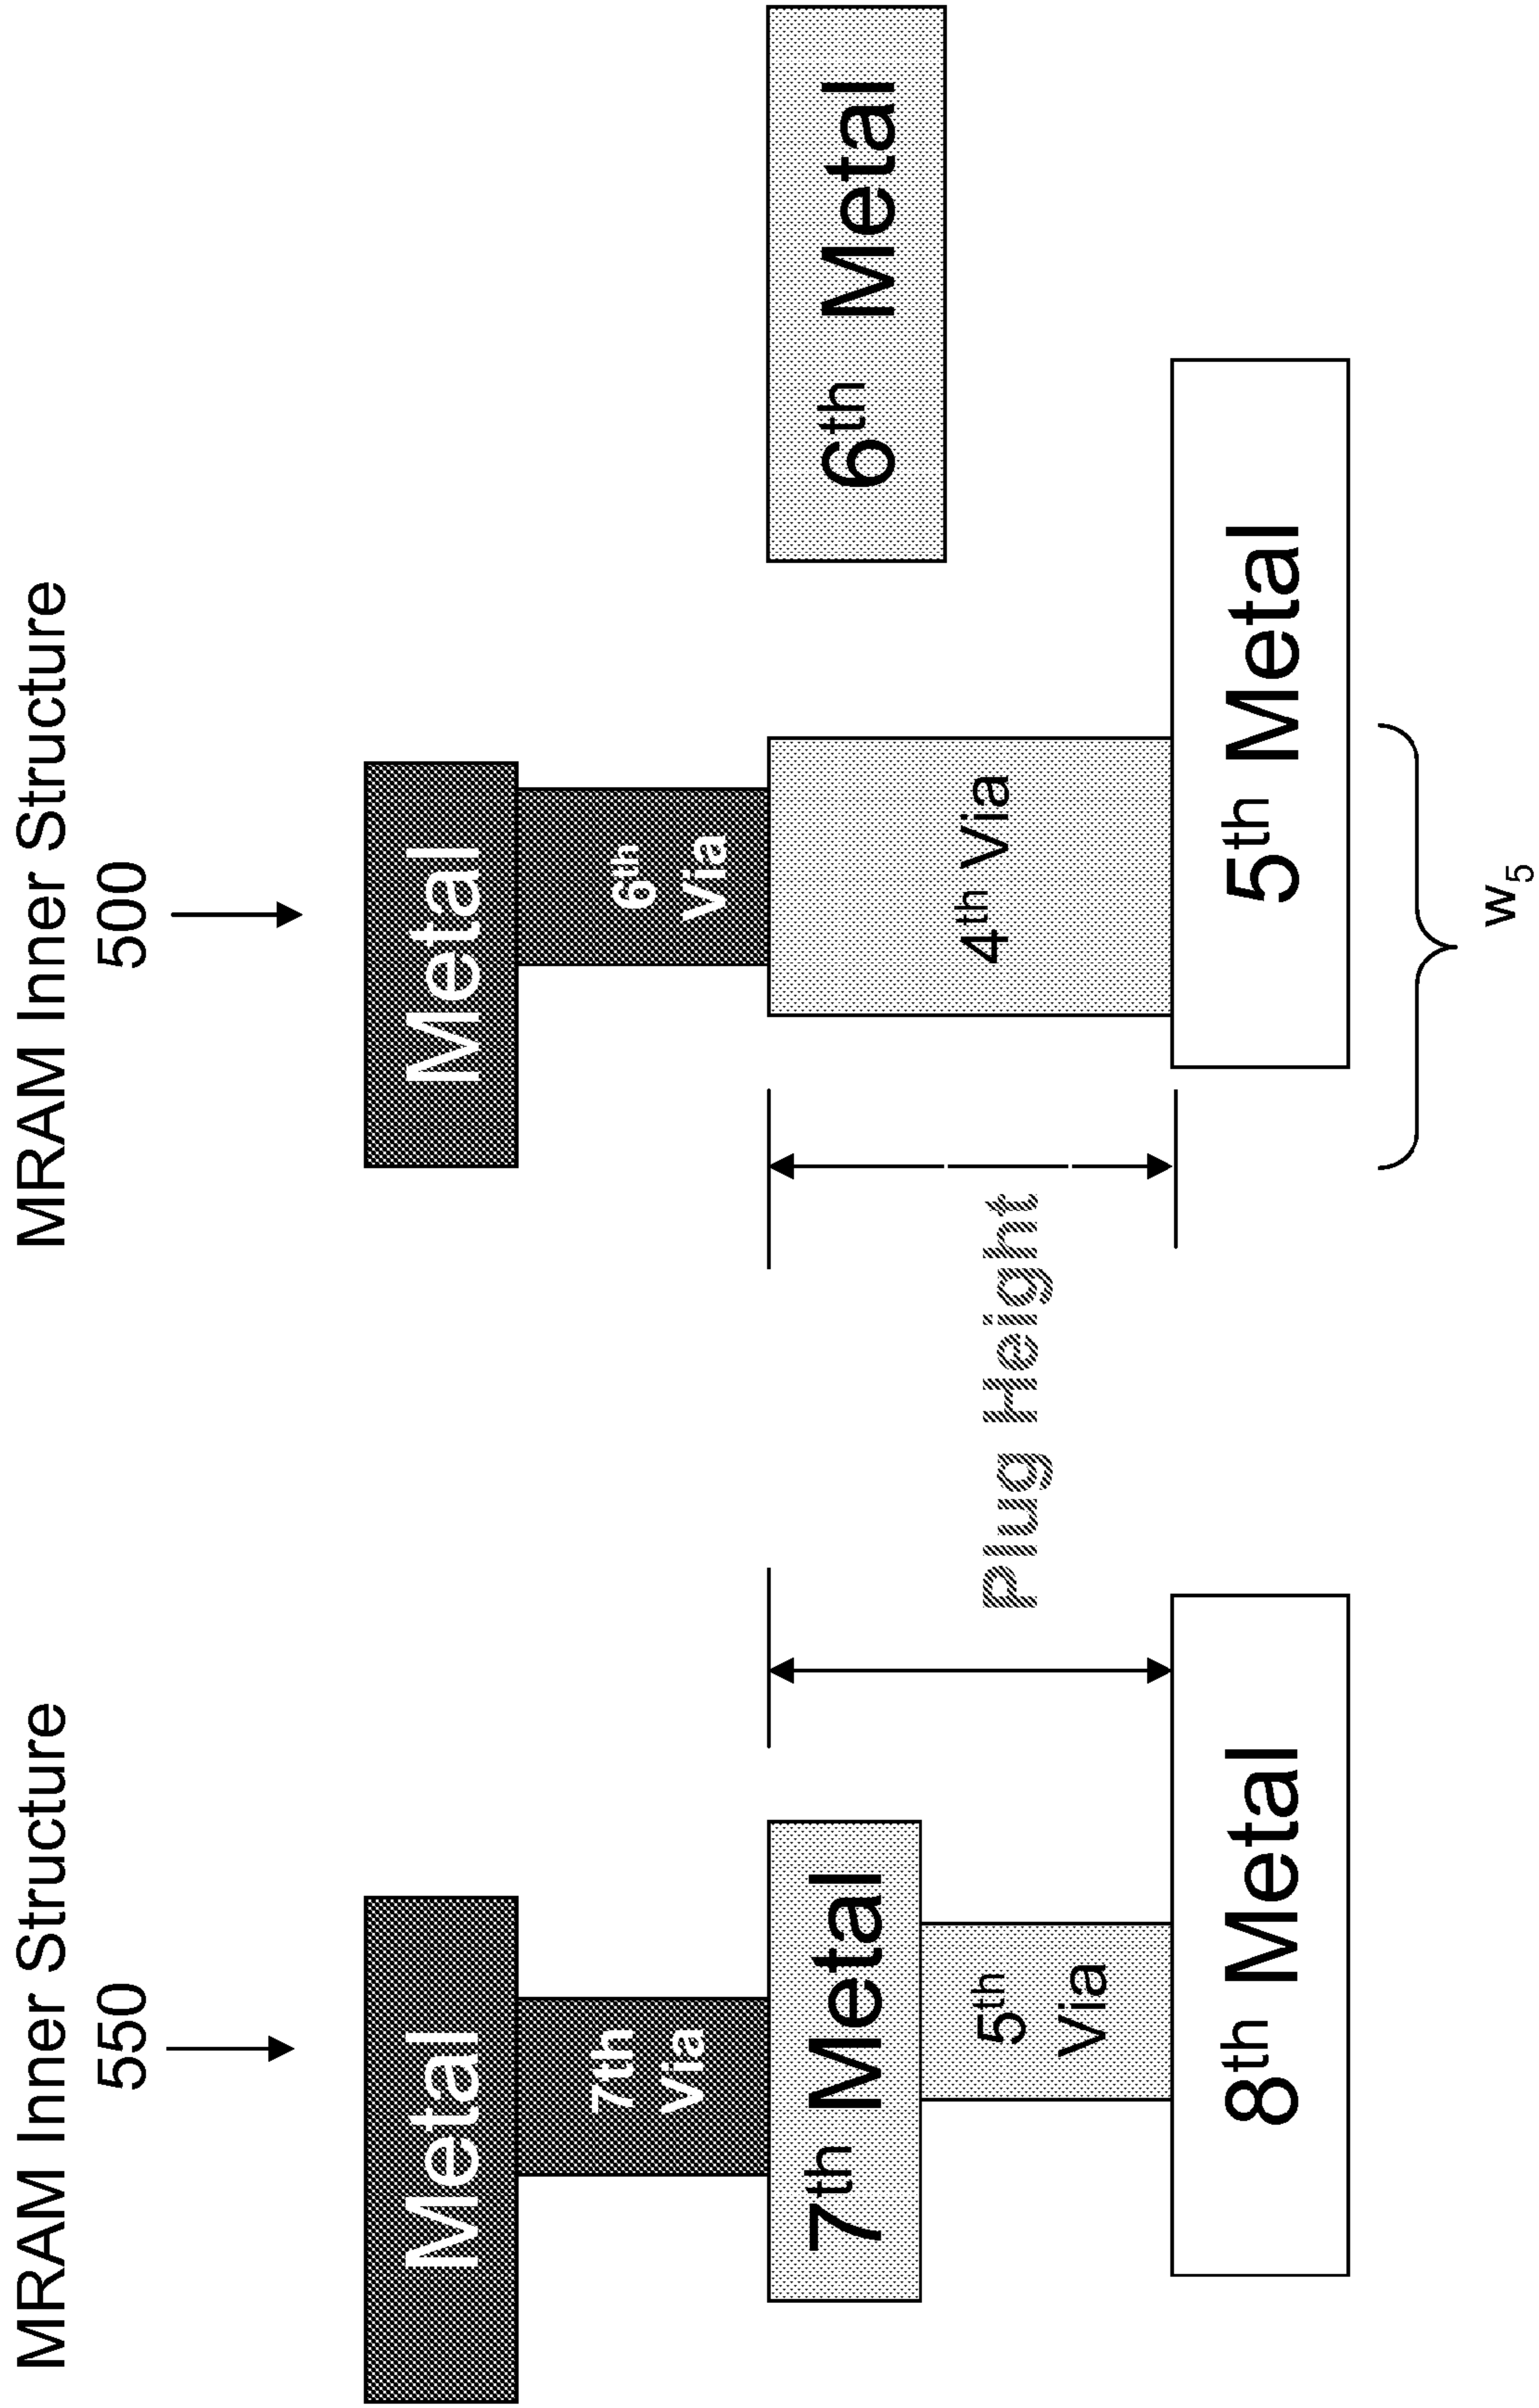 MRAM Inner Structure
550
Metal
7th
Via
7th Metal
5th
Via
8th Metal
Plug Height
MRAM Inner Structure
500
Metal
6th
Via
4th Via
6th Metal
5th Metal
w5